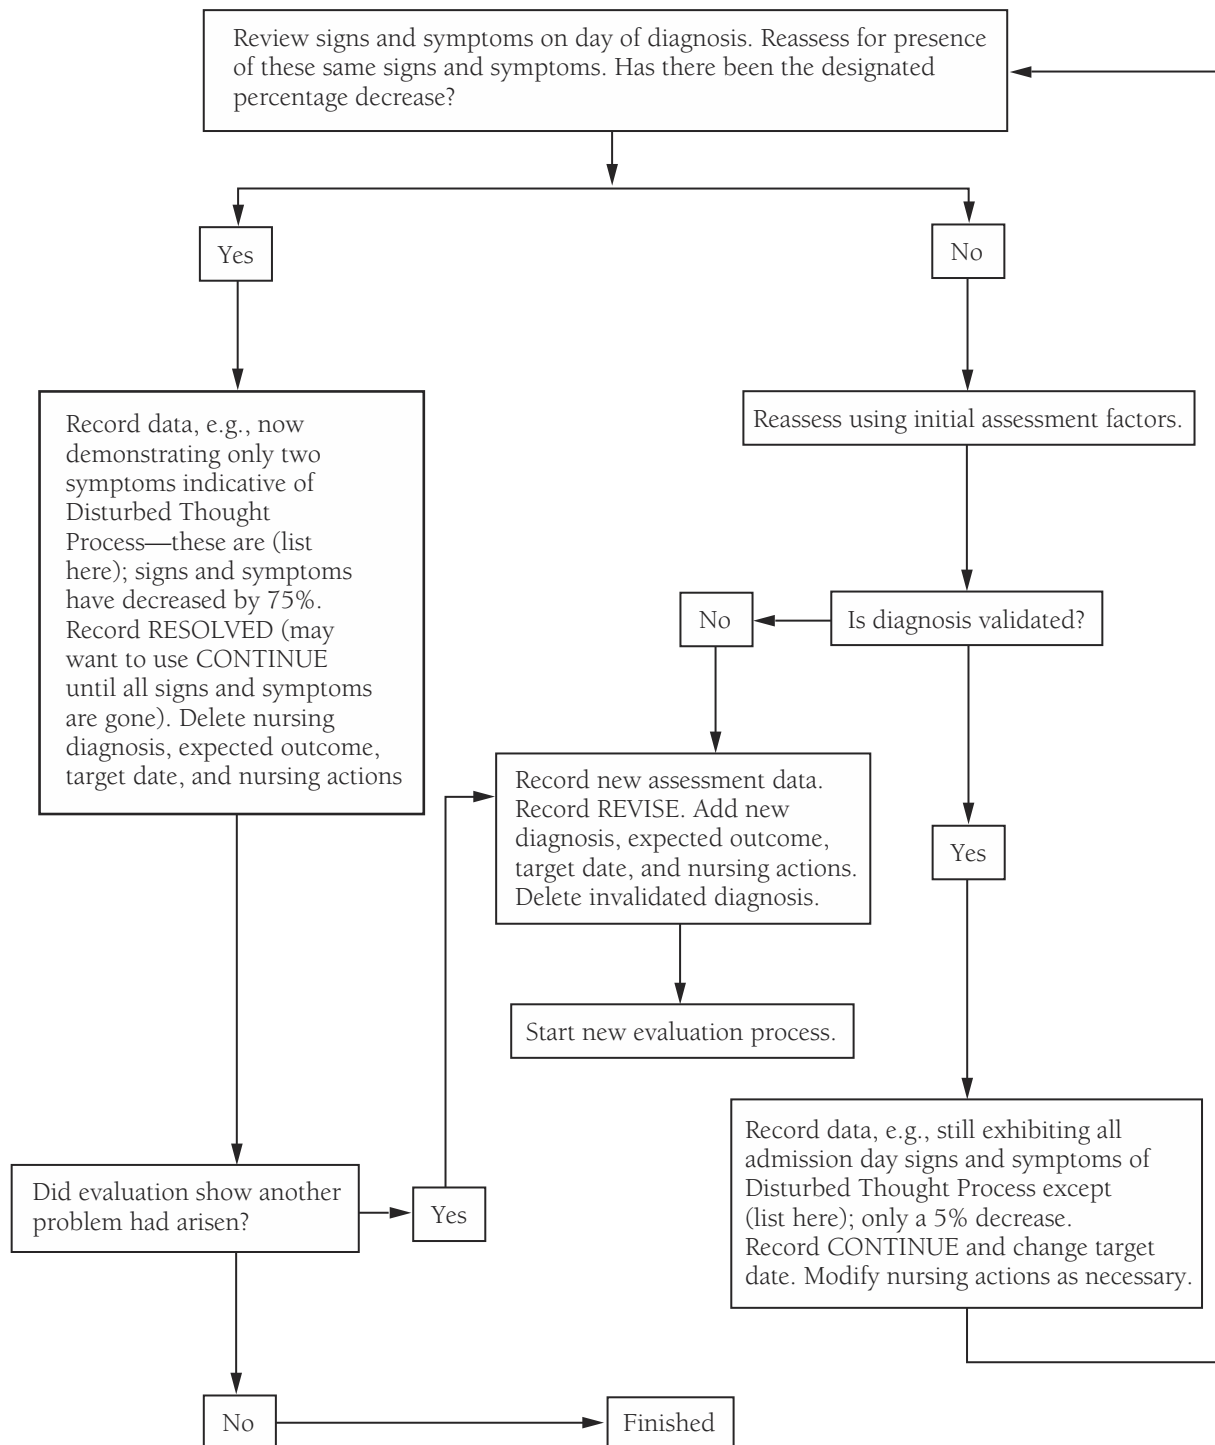 Review signs and symptoms on day of diagnosis. Reassess for presence
of these same signs and symptoms. Has there been the designated
percentage decrease?
Yes
No
Record data, e.g., now
demonstrating only two
symptoms indicative of
Disturbed Thought
Process—these are (list
here); signs and symptoms
have decreased by 75%.
Record RESOLVED (may
want to use CONTINUE
until all signs and symptoms
are gone). Delete nursing
diagnosis, expected outcome,
target date, and nursing actions
Reassess using initial assessment factors.
Is diagnosis validated?
No
Record new assessment data.
Record REVISE. Add new
diagnosis, expected outcome,
target date, and nursing actions.
Delete invalidated diagnosis.
Yes
Start new evaluation process.
Record data, e.g., still exhibiting all
admission day signs and symptoms of
Disturbed Thought Process except
(list here); only a 5% decrease.
Record CONTINUE and change target
date. Modify nursing actions as necessary.
Did evaluation show another
problem had arisen?
Yes
No
Finished